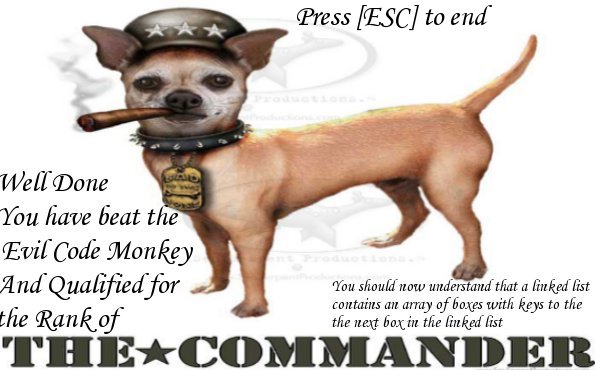 Press [ESC] to end
Well Done
You have beat the
Evil Code Monkey
And Qualified for
the Rank of
You should now understand that a linked list
contains an array of boxes with keys to the
the next box in the linked list
THE★COMMANDER